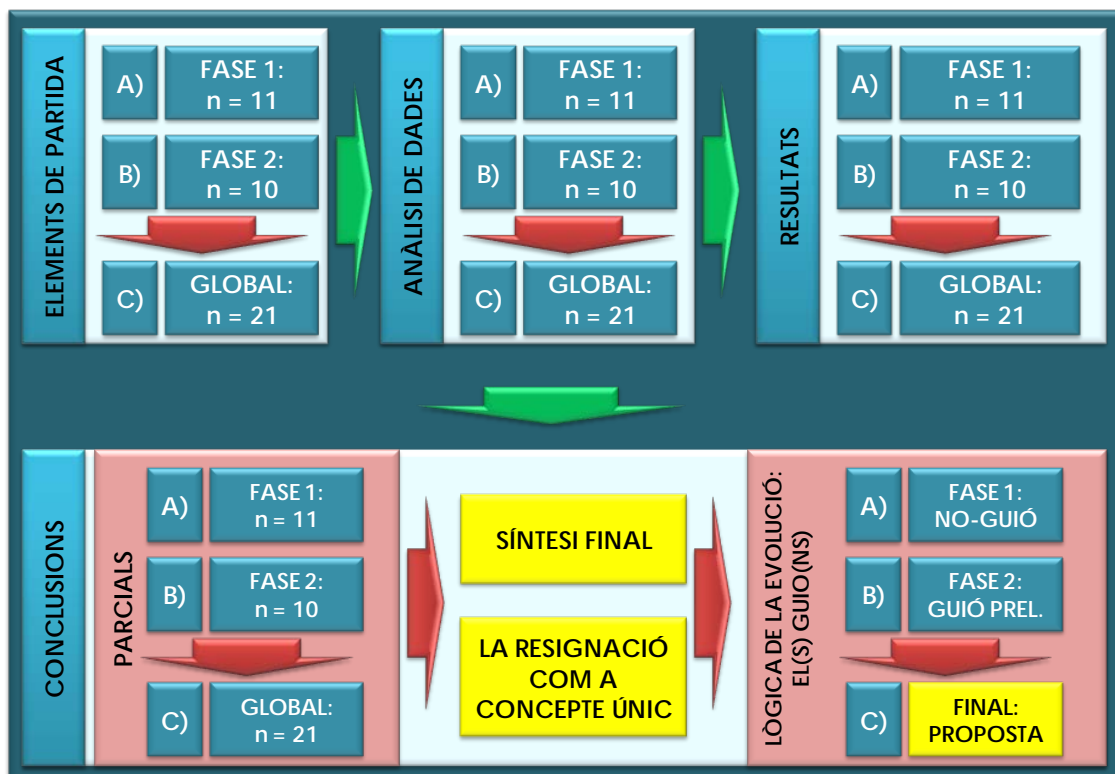 ELEMENTS DE PARTIDA
A)
FASE 1:
n = 11
B)
FASE 2:
n = 10
C)
GLOBAL:
n = 21
ANÀLISI DE DADES
A)
FASE 1:
n = 11
B)
FASE 2:
n = 10
C)
GLOBAL:
n = 21
RESULTATS
A)
FASE 1:
n = 11
B)
FASE 2:
n = 10
C)
GLOBAL:
n = 21
CONCLUSIONS
PARCIALS
A)
FASE 1:
n = 11
B)
FASE 2:
n = 10
C)
GLOBAL:
n = 21
SÍNTESI FINAL
LA RESIGNACIÓ
COM A
CONCEPTE ÚNIC
LÒGICA DE LA EVOLUCIÓ:
EL(S) GUIO(NS)
A)
FASE 1:
NO-GUIÓ
B)
FASE 2:
GUIÓ PREL.
C)
FINAL:
PROPOSTA